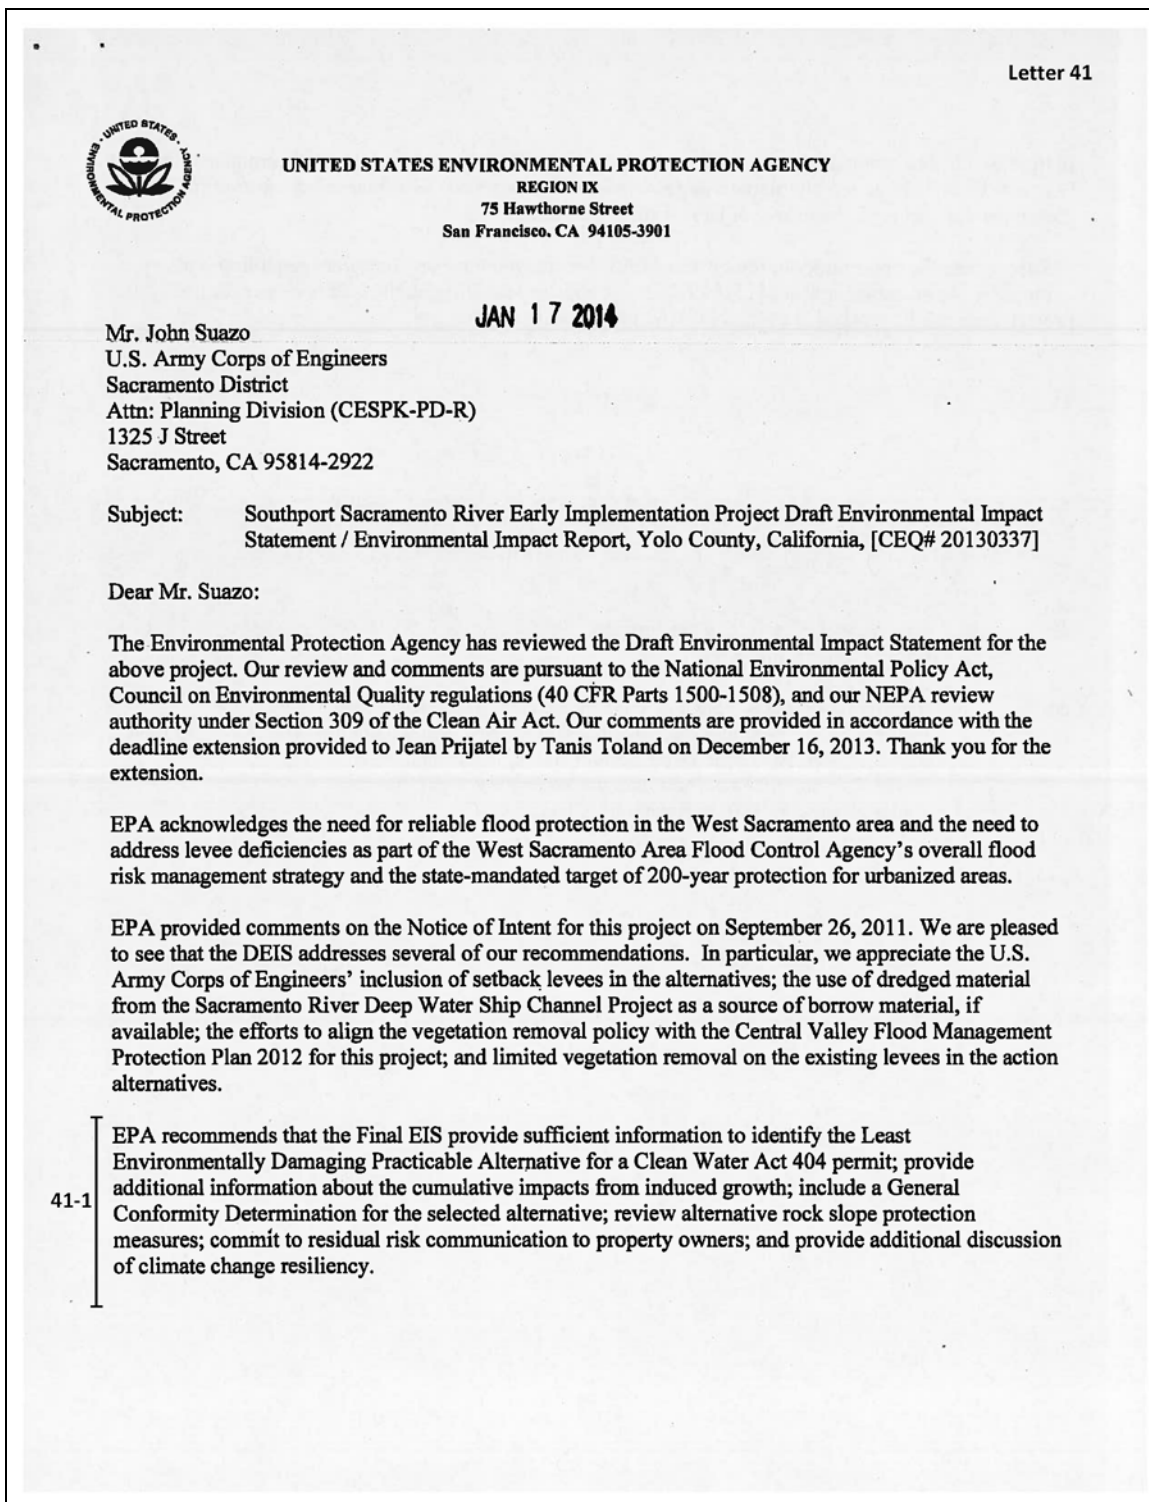 Letter 41
UNITED STATES
ENVIRONMENTAL PROTECTION
AGENCY
UNITED STATES ENVIRONMENTAL PROTECTION AGENCY
REGION IX
75 Hawthorne Street
San Francisco, CA 94105-3901
JAN 17 2014
Mr. John Suazo
U.S. Army Corps of Engineers
Sacramento District
Attn: Planning Division (CESPK-PD-R)
1325 J Street
Sacramento, CA 95814-2922
Subject: Southport Sacramento River Early Implementation Project Draft Environmental Impact
Statement / Environmental Impact Report, Yolo County, California, [CEQ# 20130337]
Dear Mr. Suazo:
The Environmental Protection Agency has reviewed the Draft Environmental Impact Statement for the
above project. Our review and comments are pursuant to the National Environmental Policy Act,
Council on Environmental Quality regulations (40 CFR Parts 1500-1508), and our NEPA review
authority under Section 309 of the Clean Air Act. Our comments are provided in accordance with the
deadline extension provided to Jean Prijatel by Tanis Toland on December 16, 2013. Thank you for the
extension.
EPA acknowledges the need for reliable flood protection in the West Sacramento area and the need to
address levee deficiencies as part of the West Sacramento Area Flood Control Agency's overall flood
risk management strategy and the state-mandated target of 200-year protection for urbanized areas.
EPA provided comments on the Notice of Intent for this project on September 26, 2011. We are pleased
to see that the DEIS addresses several of our recommendations. In particular, we appreciate the U.S.
Army Corps of Engineers' inclusion of setback levees in the alternatives; the use of dredged material
from the Sacramento River Deep Water Ship Channel Project as a source of borrow material, if
available; the efforts to align the vegetation removal policy with the Central Valley Flood Management
Protection Plan 2012 for this project; and limited vegetation removal on the existing levees in the action
alternatives.
41-1
EPA recommends that the Final EIS provide sufficient information to identify the Least
Environmentally Damaging Practicable Alternative for a Clean Water Act 404 permit; provide
additional information about the cumulative impacts from induced growth; include a General
Conformity Determination for the selected alternative; review alternative rock slope protection
measures; commit to residual risk communication to property owners; and provide additional discussion
of climate change resiliency.